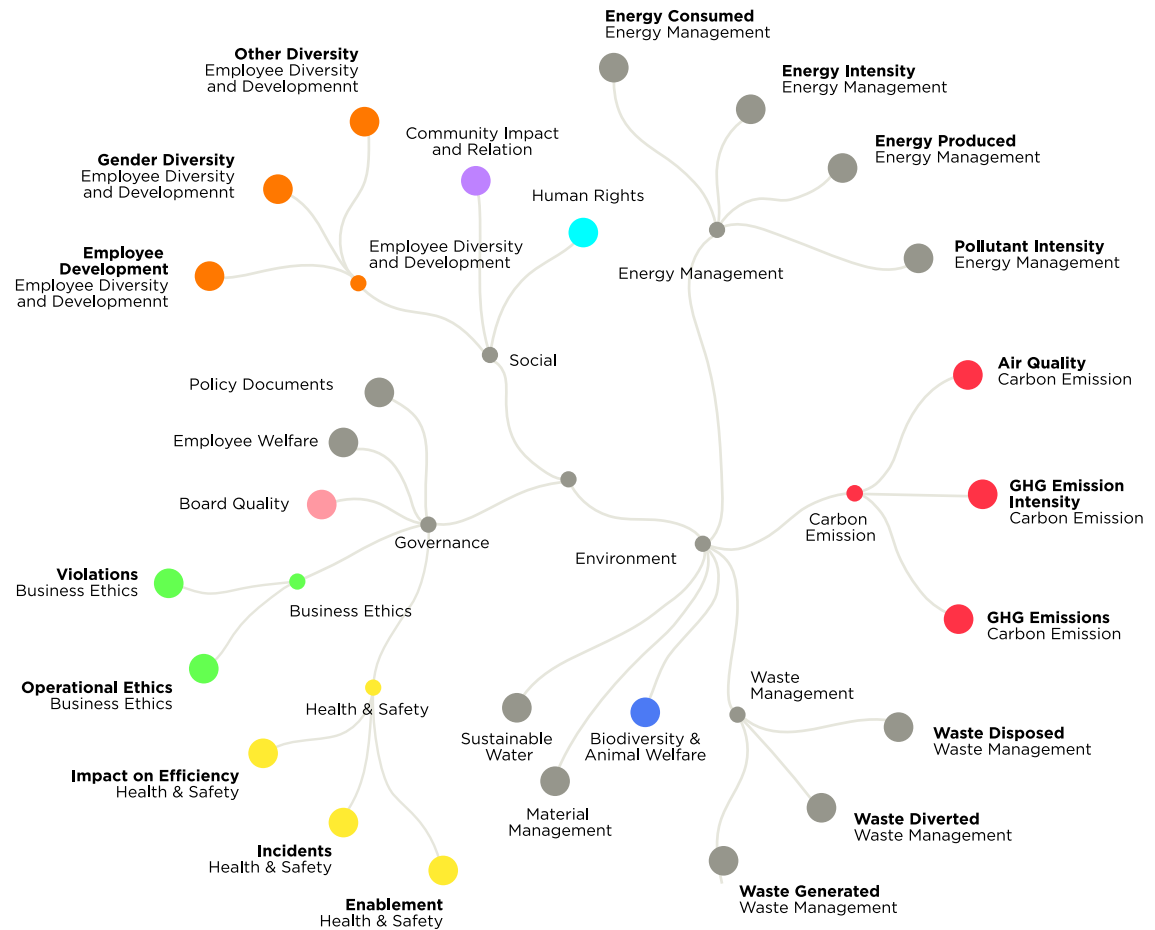 Energy Consumed
Energy Management
Other Diversity
Employee Diversity
and Developmennt
Energy Intensity
Energy Management
Community Impact
and Relation
Energy Produced
Energy Management
Gender Diversity
Employee Diversity
and Developmennt
Human Rights
Employee
Development
Employee Diversity
and Developmennt
Employee Diversity
and Development
Pollutant Intensity
Energy Management
Energy Management
Social
Air Quality
Carbon Emission
Policy Documents
Employee Welfare
Board Quality
GHG Emission
Intensity
Carbon Emission
Carbon
Emission
Governance
Environment
Violations
Business Ethics
Business Ethics
GHG Emissions
Carbon Emission
Operational Ethics
Business Ethics
Waste
Management
Health & Safety
Sustainable
Water
Biodiversity &
Animal Welfare
Waste Disposed
Waste Management
Impact on Efficiency
Health & Safety
Material
Management
Waste Diverted
Waste Management
Incidents
Health & Safety
Waste Generated
Waste Management
Enablement
Health & Safety